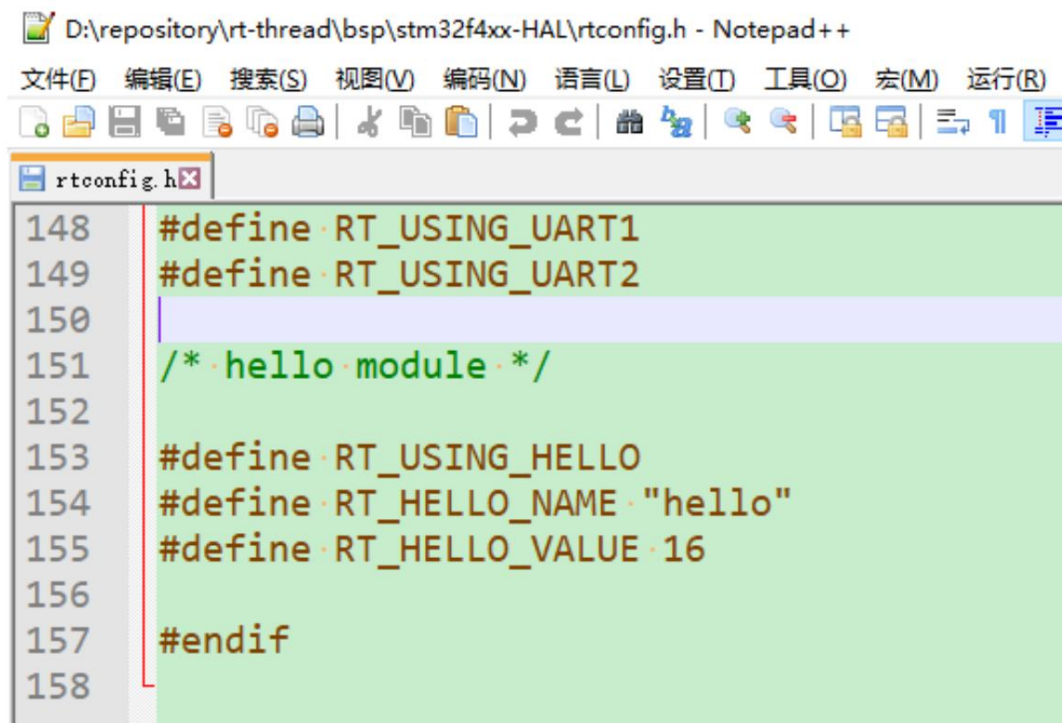 D:\repository\rt-thread\bsp\stm32f4xx-HAL\rtconfig.h - Notepad++
文件(F) 编辑(E) 搜索(S) 视图(V) 编码(N) 语言(L) 设置(T) 工具(O) 宏(M) 运行(R)
rtconfig.h
148 #define RT_USING_UART1
149 #define RT_USING_UART2
150
151 /* hello module */
152
153 #define RT_USING_HELLO
154 #define RT_HELLO_NAME "hello"
155 #define RT_HELLO_VALUE 16
156
157 #endif
158